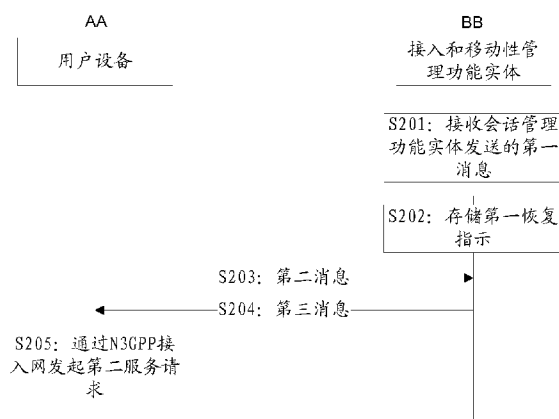 AA
BB
用户设备
接入和移动性管
理功能实体
S201: 接收会话管理
功能实体发送的第一
消息
S202: 存储第一恢复
指示
S203: 第二消息
S204: 第三消息
S205: 通过N3GPP接
入网发起第二服务请
求